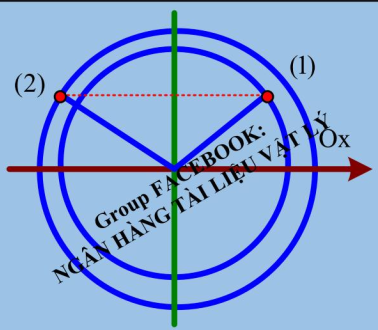 (1)
(2)
Ox
Group FACEBOOK:
NGÂN HÀNG TÀI LIỆU VẬT LÝ